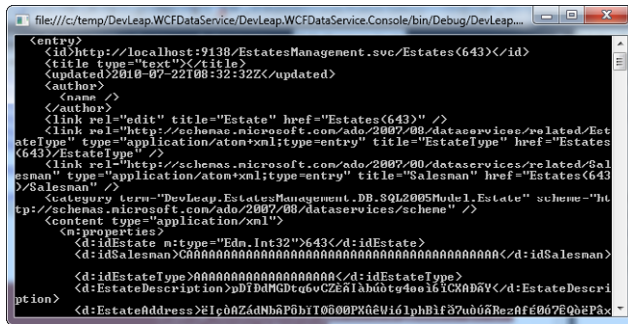 file:///c:/temp/DevLeap.WCFDataService/DevLeap.WCFDataService.Console/bin/Debug/DevLeap....
<entry>
<id>http://localhost:9138/EstatesManagement.svc/Estates(643)</id>
<title type="text"></title>
<updated>2010-07-22T08:32:32Z</updated>
<author>
<name />
</author>
<link rel="edit" title="Estate" href="Estates(643)" />
<link rel="http://schemas.microsoft.com/ado/2007/08/dataservices/related/Est
ateType" type="application/atom+xml;type=entry" title="EstateType" href="Estates
(643)/EstateType" />
<link rel="http://schemas.microsoft.com/ado/2007/08/dataservices/related/Sal
esman" type="application/atom+xml;type=entry" title="Salesman" href="Estates(643
)/Salesman" />
<category term="DevLeap.EstatesManagement.DB.SQL2005Model.Estate" scheme="ht
tp://schemas.microsoft.com/ado/2007/08/dataservices/scheme" />
<content type="application/xml">
<m:properties>
<d:idEstate m:type="Edm.Int32">643</d:idEstate>
<d:idSalesman> </d:idSalesman>
<d:idEstateType> </d:idEstateType>
<d:EstateDescription> </d:EstateDescri
ption>
<d:EstateAddress>